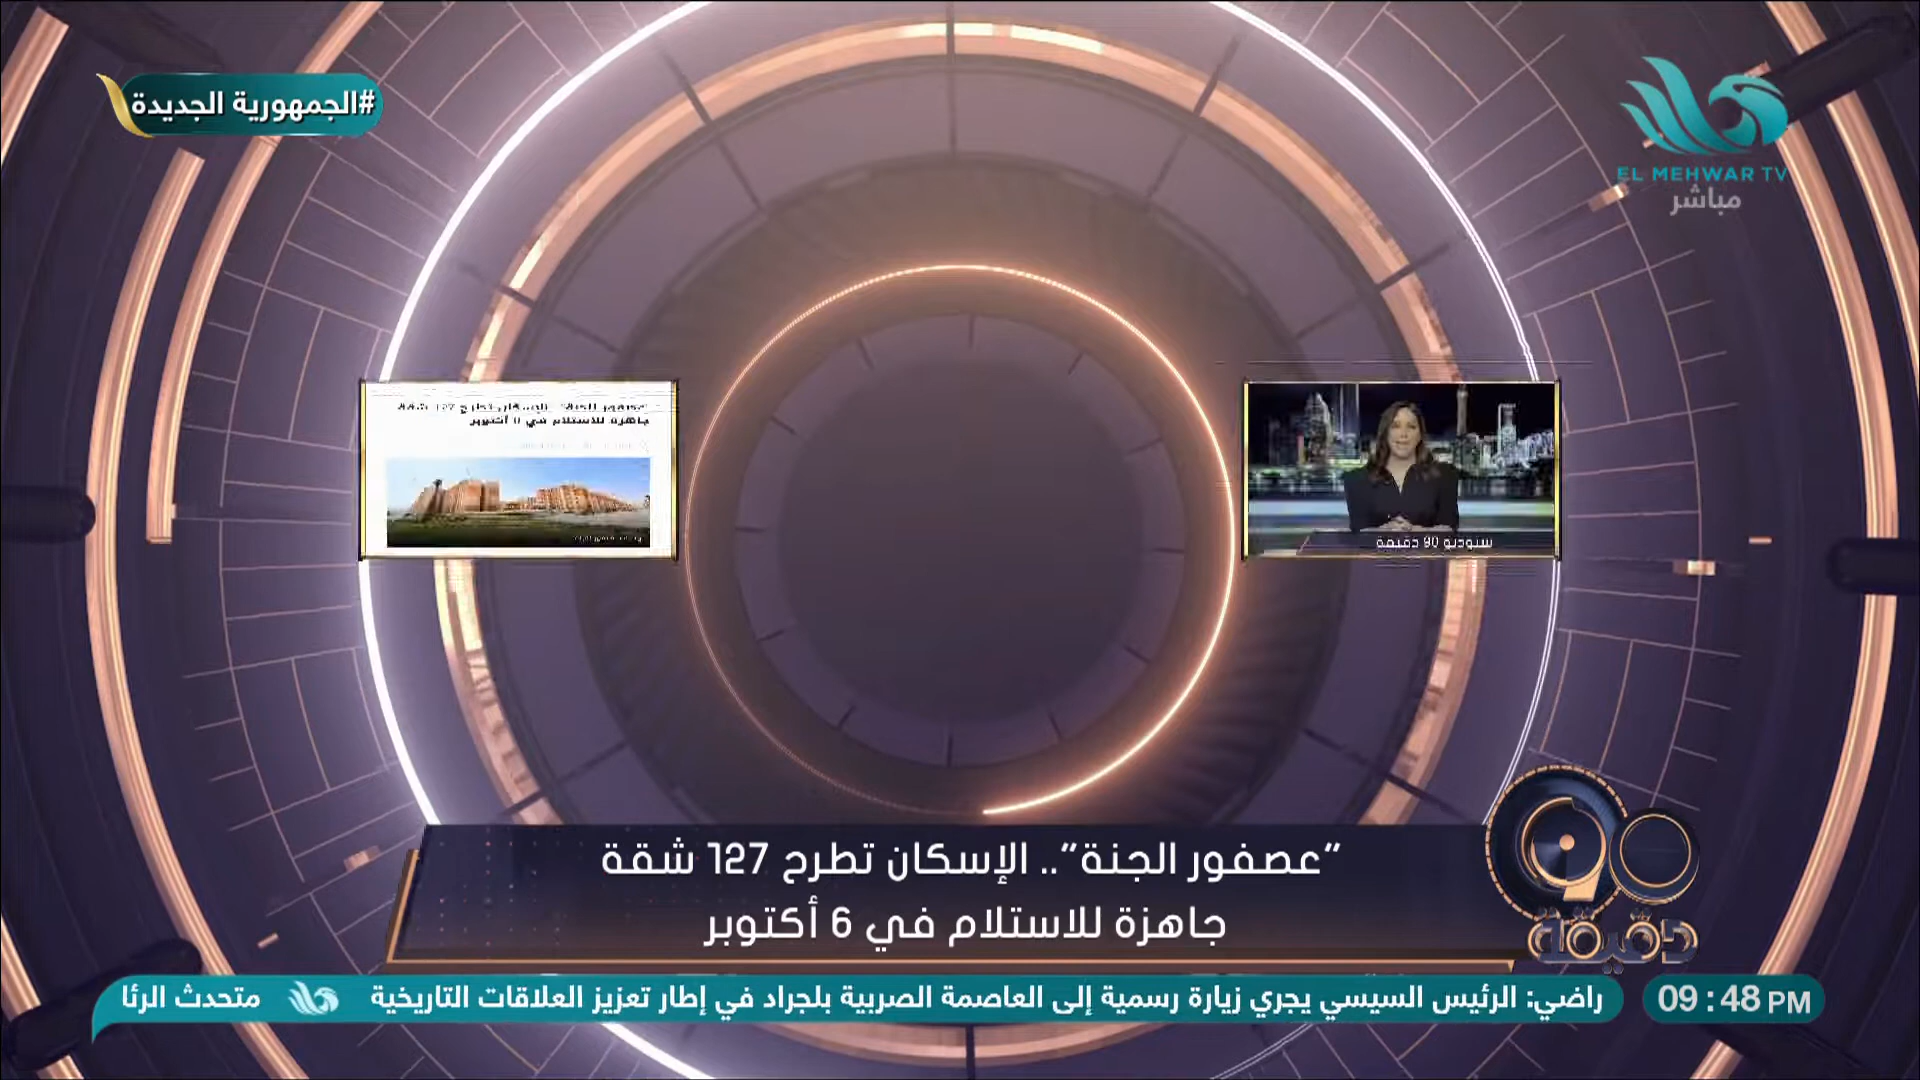 #الجمهورية الجديدة
EL MEHWAR TV
مباشر
جاهزة للاستلام في 6 أكتوبر
ستوديو 90 دقيقة
"عصفور الجنة".. الإسكان تطرح 127 شقة
جاهزة للاستلام في 6 أكتوبر
90
دقيقة
راضي: الرئيس السيسي يجري زيارة رسمية إلى العاصمة الصربية بلجراد في إطار تعزيز العلاقات التاريخية
متحدث الرئا
09:48 PM